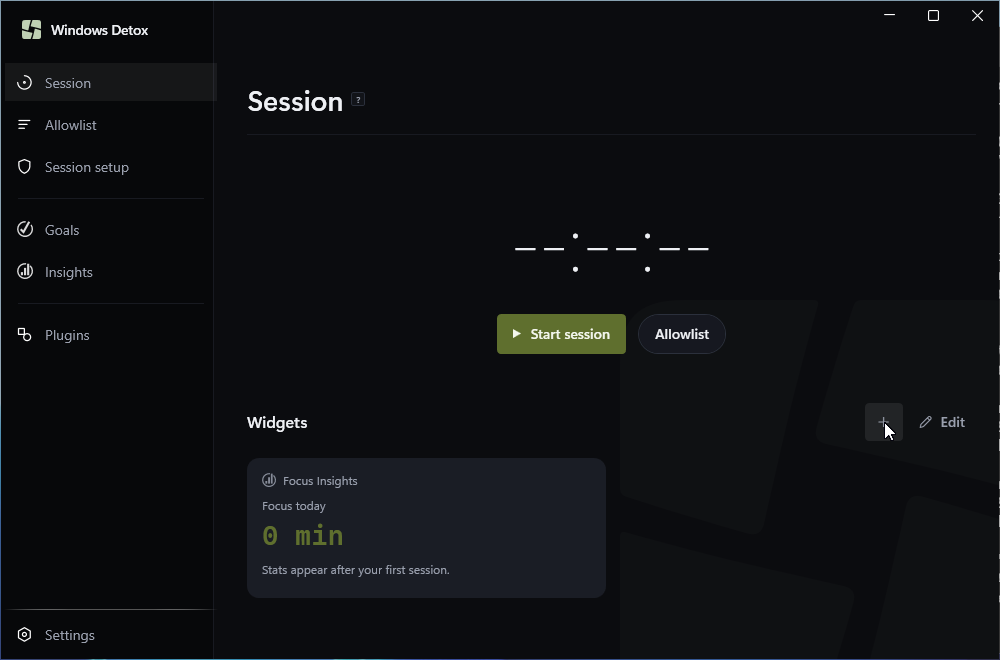 Windows Detox
Session
Allowlist
Session setup
Goals
Insights
Plugins
Settings
Session ?
— — : — — : — —
Start session
Allowlist
Widgets
+
Edit
Focus Insights
Focus today
0 min
Stats appear after your first session.